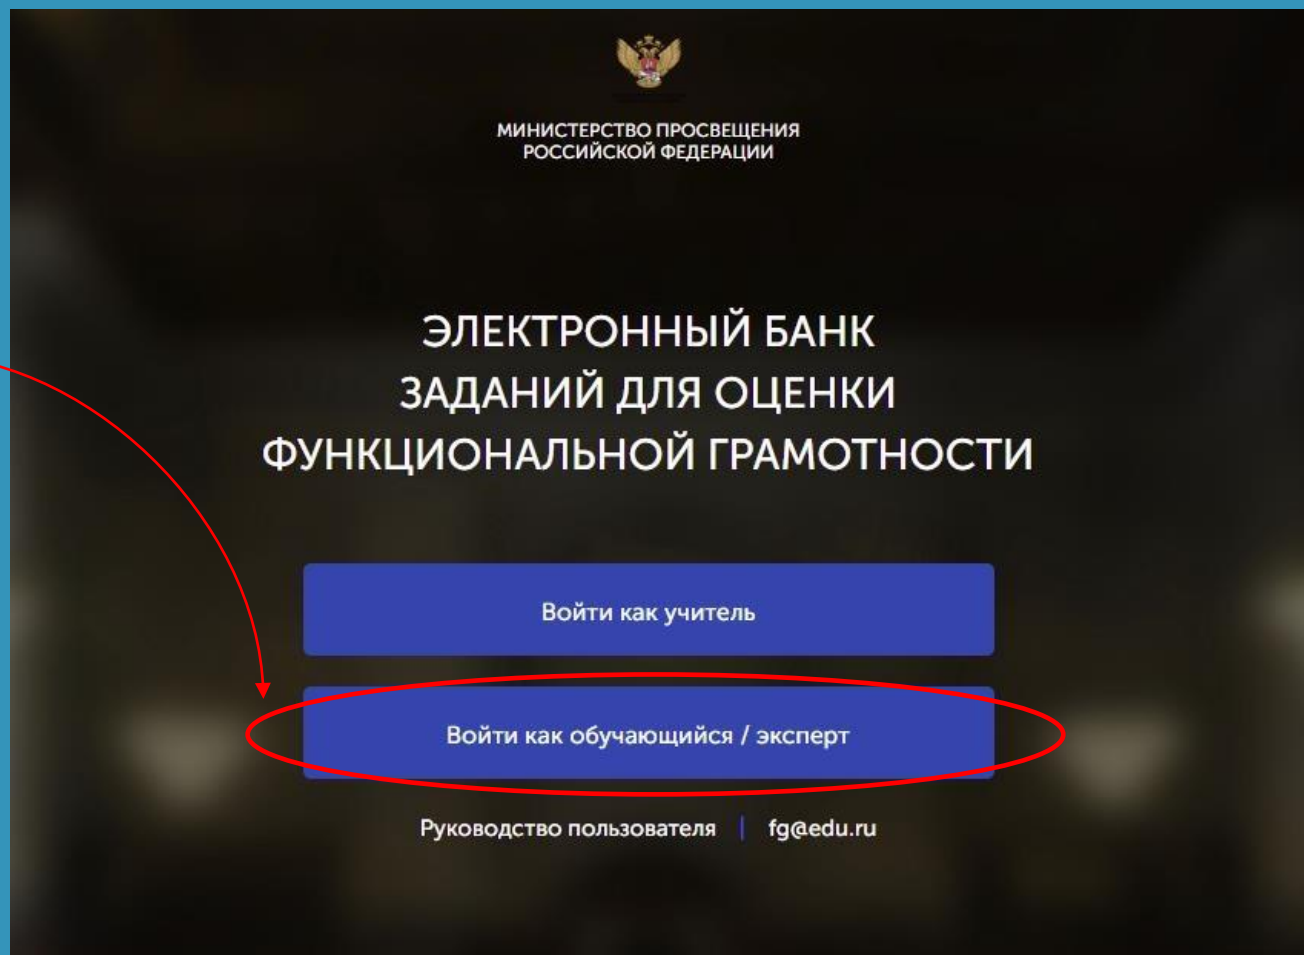 МИНИСТЕРСТВО ПРОСВЕЩЕНИЯ
РОССИЙСКОЙ ФЕДЕРАЦИИ
ЭЛЕКТРОННЫЙ БАНК
ЗАДАНИЙ ДЛЯ ОЦЕНКИ
ФУНКЦИОНАЛЬНОЙ ГРАМОТНОСТИ
Войти как учитель
Войти как обучающийся / эксперт
Руководство пользователя | fg@edu.ru